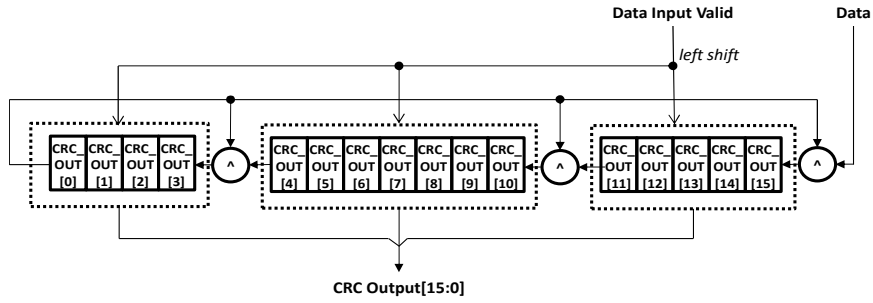 Data Input Valid
Data
left shift
CRC_ CRC_ CRC_ CRC_
OUT OUT OUT OUT
[0] [1] [2] [3]
^
CRC_ CRC_ CRC_ CRC_ CRC_ CRC_ CRC_
OUT OUT OUT OUT OUT OUT OUT
[4] [5] [6] [7] [8] [9] [10]
^
CRC_ CRC_ CRC_ CRC_ CRC_
OUT OUT OUT OUT OUT
[11] [12] [13] [14] [15]
^
CRC Output[15:0]